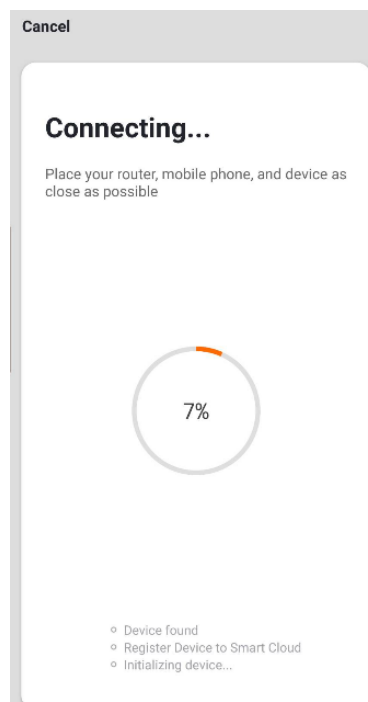 Cancel
Connecting...
Place your router, mobile phone, and device as
close as possible
7%
Device found
Register Device to Smart Cloud
Initializing device...